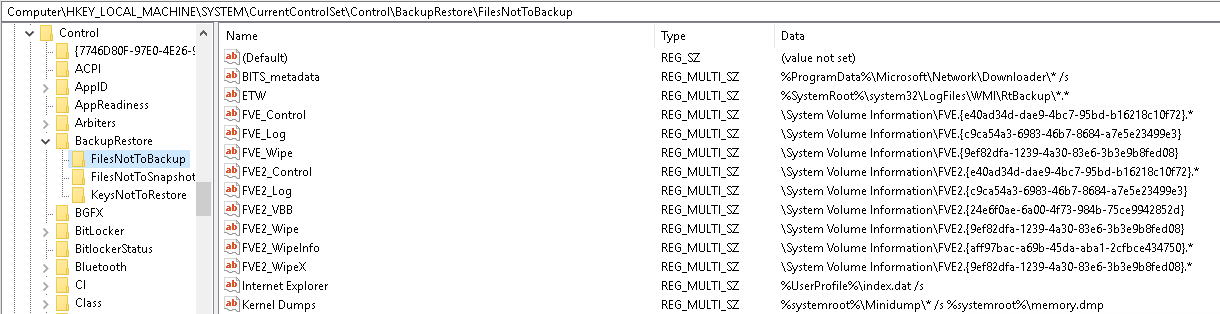 Computer\HKEY_LOCAL_MACHINE\SYSTEM\CurrentControlSet\Control\BackupRestore\FilesNotToBackup
Control
{7746D80F-97E0-4E26-9
ACPI
AppID
AppReadiness
Arbiters
BackupRestore
FilesNotToBackup
FilesNotToSnapshot
KeysNotToRestore
BGFX
BitLocker
BitlockerStatus
Bluetooth
CI
Class
Name Type Data
(Default) REG_SZ (value not set)
BITS_metadata REG_MULTI_SZ %ProgramData%\Microsoft\Network\Downloader\* /s
ETW REG_MULTI_SZ %SystemRoot%\system32\LogFiles\WMI\RtBackup\*.*
FVE_Control REG_MULTI_SZ \System Volume Information\FVE.{e40ad34d-dae9-4bc7-95bd-b16218c10f72}.*
FVE_Log REG_MULTI_SZ \System Volume Information\FVE.{c9ca54a3-6983-46b7-8684-a7e5e23499e3}
FVE_Wipe REG_MULTI_SZ \System Volume Information\FVE.{9ef82dfa-1239-4a30-83e6-3b3e9b8fed08}
FVE2_Control REG_MULTI_SZ \System Volume Information\FVE2.{e40ad34d-dae9-4bc7-95bd-b16218c10f72}.*
FVE2_Log REG_MULTI_SZ \System Volume Information\FVE2.{c9ca54a3-6983-46b7-8684-a7e5e23499e3}
FVE2_VBB REG_MULTI_SZ \System Volume Information\FVE2.{24e6f0ae-6a00-4f73-984b-75ce9942852d}
FVE2_Wipe REG_MULTI_SZ \System Volume Information\FVE2.{9ef82dfa-1239-4a30-83e6-3b3e9b8fed08}
FVE2_WipeInfo REG_MULTI_SZ \System Volume Information\FVE2.{aff97bac-a69b-45da-aba1-2cfbce434750}.*
FVE2_WipeX REG_MULTI_SZ \System Volume Information\FVE2.{9ef82dfa-1239-4a30-83e6-3b3e9b8fed08}.*
Internet Explorer REG_MULTI_SZ %UserProfile%\index.dat /s
Kernel Dumps REG_MULTI_SZ %systemroot%\Minidump\* /s %systemroot%\memory.dmp